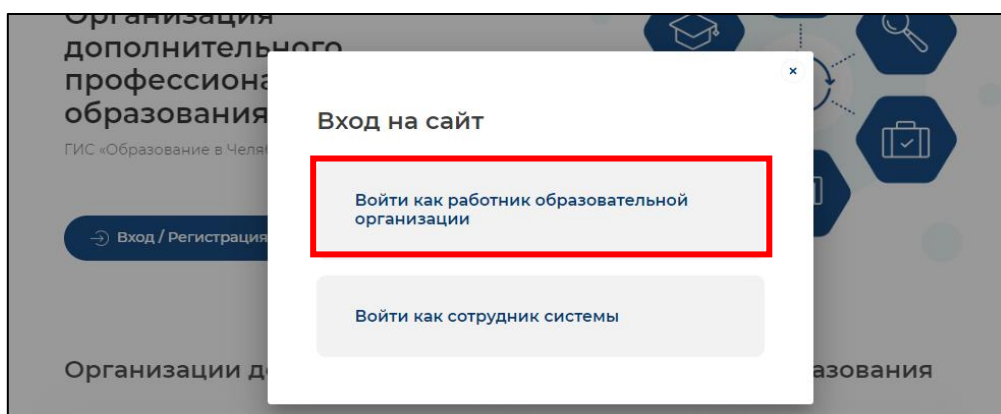 Организация
дополнительного
профессиона
образования
ГИС «Образование в Челяб
Вход / Регистрация
Вход на сайт
Войти как работник образовательной
организации
Войти как сотрудник системы
Организации д
азования